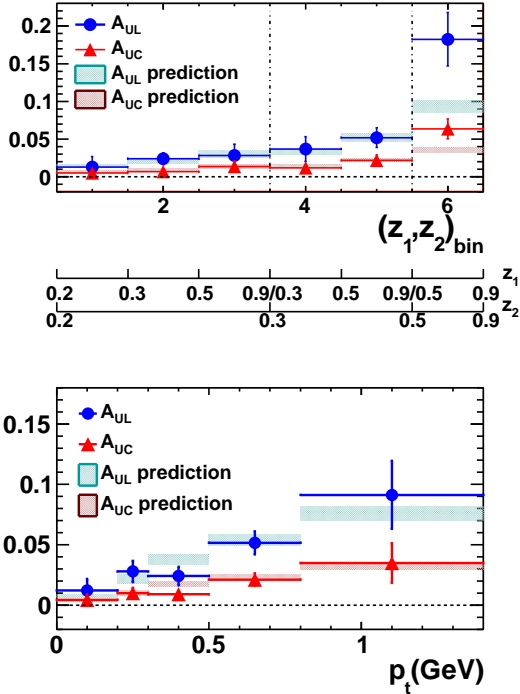 0.2
A_UL
A_UC
0.15
A_UL prediction
0.1
A_UC prediction
0.05
0
2 4 6
(z_1,z_2)_bin
z_1
0.2 0.3 0.5 0.9/0.3 0.5 0.9/0.5 0.9
z_2
0.2 0.3 0.5 0.9
A_UL
0.15
A_UC
A_UL prediction
0.1
A_UC prediction
0.05
0
0 0.5 1
p_t(GeV)